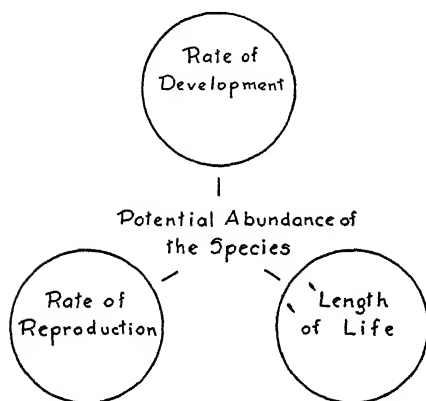 Rate of
Development
Potential Abundance of
the Species
Rate of
Reproduction
Length
of Life